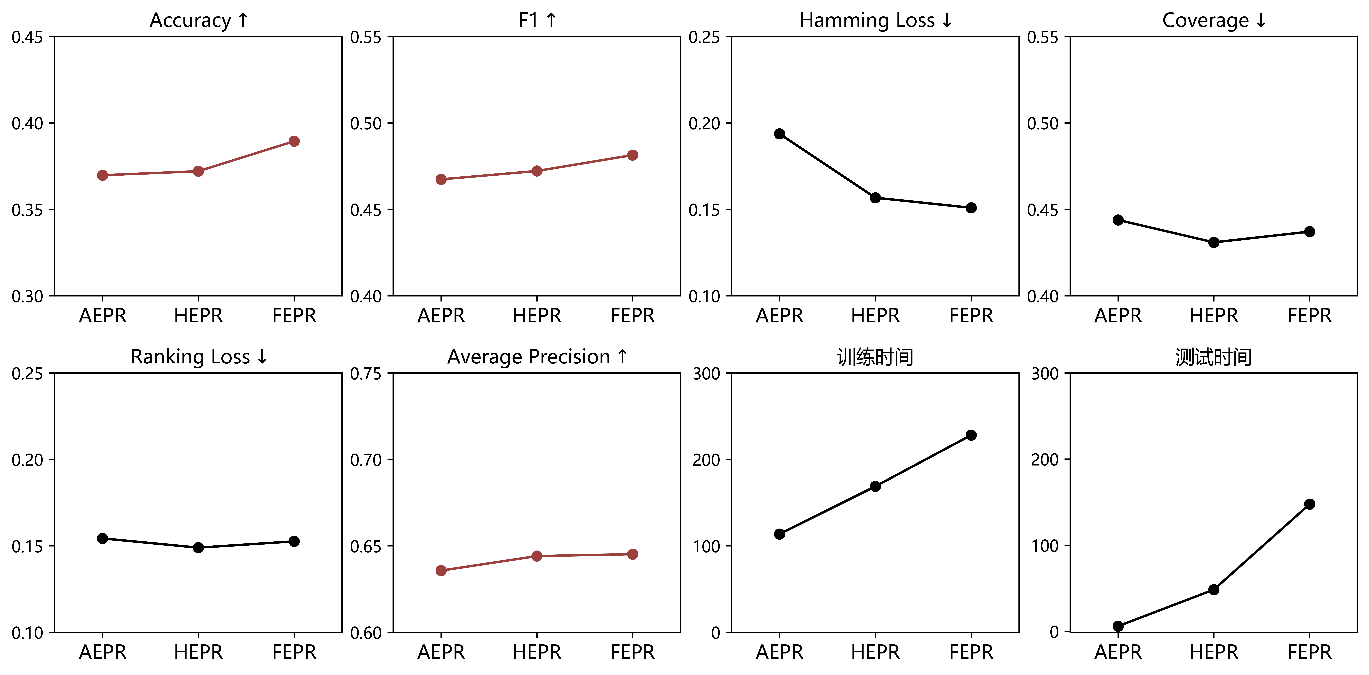 Accuracy ↑
0.45
0.40
0.35
0.30
AEPR HEPR FEPR
F1 ↑
0.55
0.50
0.45
0.40
AEPR HEPR FEPR
Hamming Loss ↓
0.25
0.20
0.15
0.10
AEPR HEPR FEPR
Coverage ↓
0.55
0.50
0.45
0.40
AEPR HEPR FEPR
Ranking Loss ↓
0.25
0.20
0.15
0.10
AEPR HEPR FEPR
Average Precision ↑
0.75
0.70
0.65
0.60
AEPR HEPR FEPR
训练时间
300
200
100
0
AEPR HEPR FEPR
测试时间
300
200
100
0
AEPR HEPR FEPR